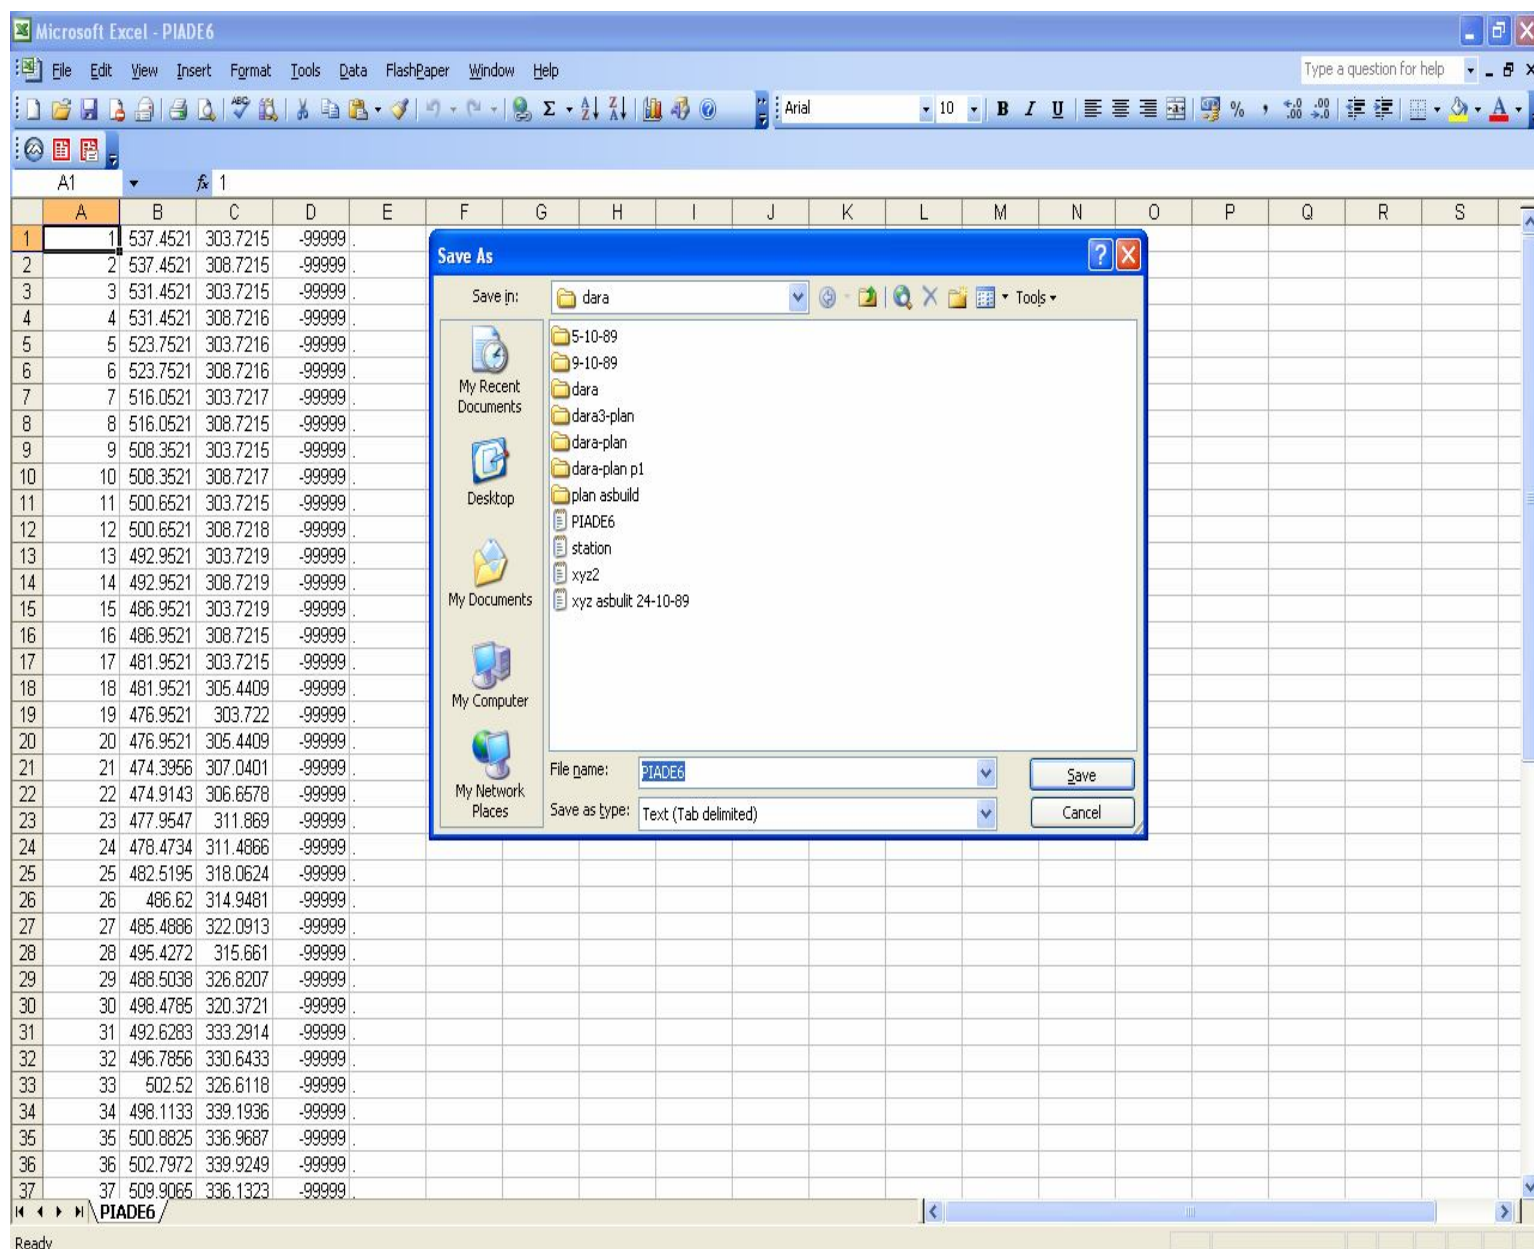 Microsoft Excel - PIADE6
File Edit View Insert Format Tools Data FlashPaper Window Help Type a question for help
Arial 10 B I U
A1 fx 1
A B C D E F G H I J K L M N O P Q R S
1 1 537.4521 303.7215 -99999 .
2 2 537.4521 308.7215 -99999 .
3 3 531.4521 303.7215 -99999 .
4 4 531.4521 308.7216 -99999 .
5 5 523.7521 303.7216 -99999 .
6 6 523.7521 308.7216 -99999 .
7 7 516.0521 303.7217 -99999 .
8 8 516.0521 308.7215 -99999 .
9 9 508.3521 303.7215 -99999 .
10 10 508.3521 308.7217 -99999 .
11 11 500.6521 303.7215 -99999 .
12 12 500.6521 308.7218 -99999 .
13 13 492.9521 303.7219 -99999 .
14 14 492.9521 308.7219 -99999 .
15 15 486.9521 303.7219 -99999 .
16 16 486.9521 308.7215 -99999 .
17 17 481.9521 303.7215 -99999 .
18 18 481.9521 305.4409 -99999 .
19 19 476.9521 303.722 -99999 .
20 20 476.9521 305.4409 -99999 .
21 21 474.3956 307.0401 -99999 .
22 22 474.9143 306.6578 -99999 .
23 23 477.9547 311.869 -99999 .
24 24 478.4734 311.4866 -99999 .
25 25 482.5195 318.0624 -99999 .
26 26 486.62 314.9481 -99999 .
27 27 485.4886 322.0913 -99999 .
28 28 495.4272 315.661 -99999 .
29 29 488.5038 326.8207 -99999 .
30 30 498.4785 320.3721 -99999 .
31 31 492.6283 333.2914 -99999 .
32 32 496.7856 330.6433 -99999 .
33 33 502.52 326.6118 -99999 .
34 34 498.1133 339.1936 -99999 .
35 35 500.8825 336.9687 -99999 .
36 36 502.7972 339.9249 -99999 .
37 37 509.9065 336.1323 -99999 .
Save As
Save in: dara Tools
My Recent Documents
Desktop
My Documents
My Computer
My Network Places
5-10-89
9-10-89
dara
dara3-plan
dara-plan
dara-plan p1
plan asbuild
PIADE6
station
xyz2
xyz asbulit 24-10-89
File name: PIADE6 Save
Save as type: Text (Tab delimited) Cancel
PIADE6
Ready